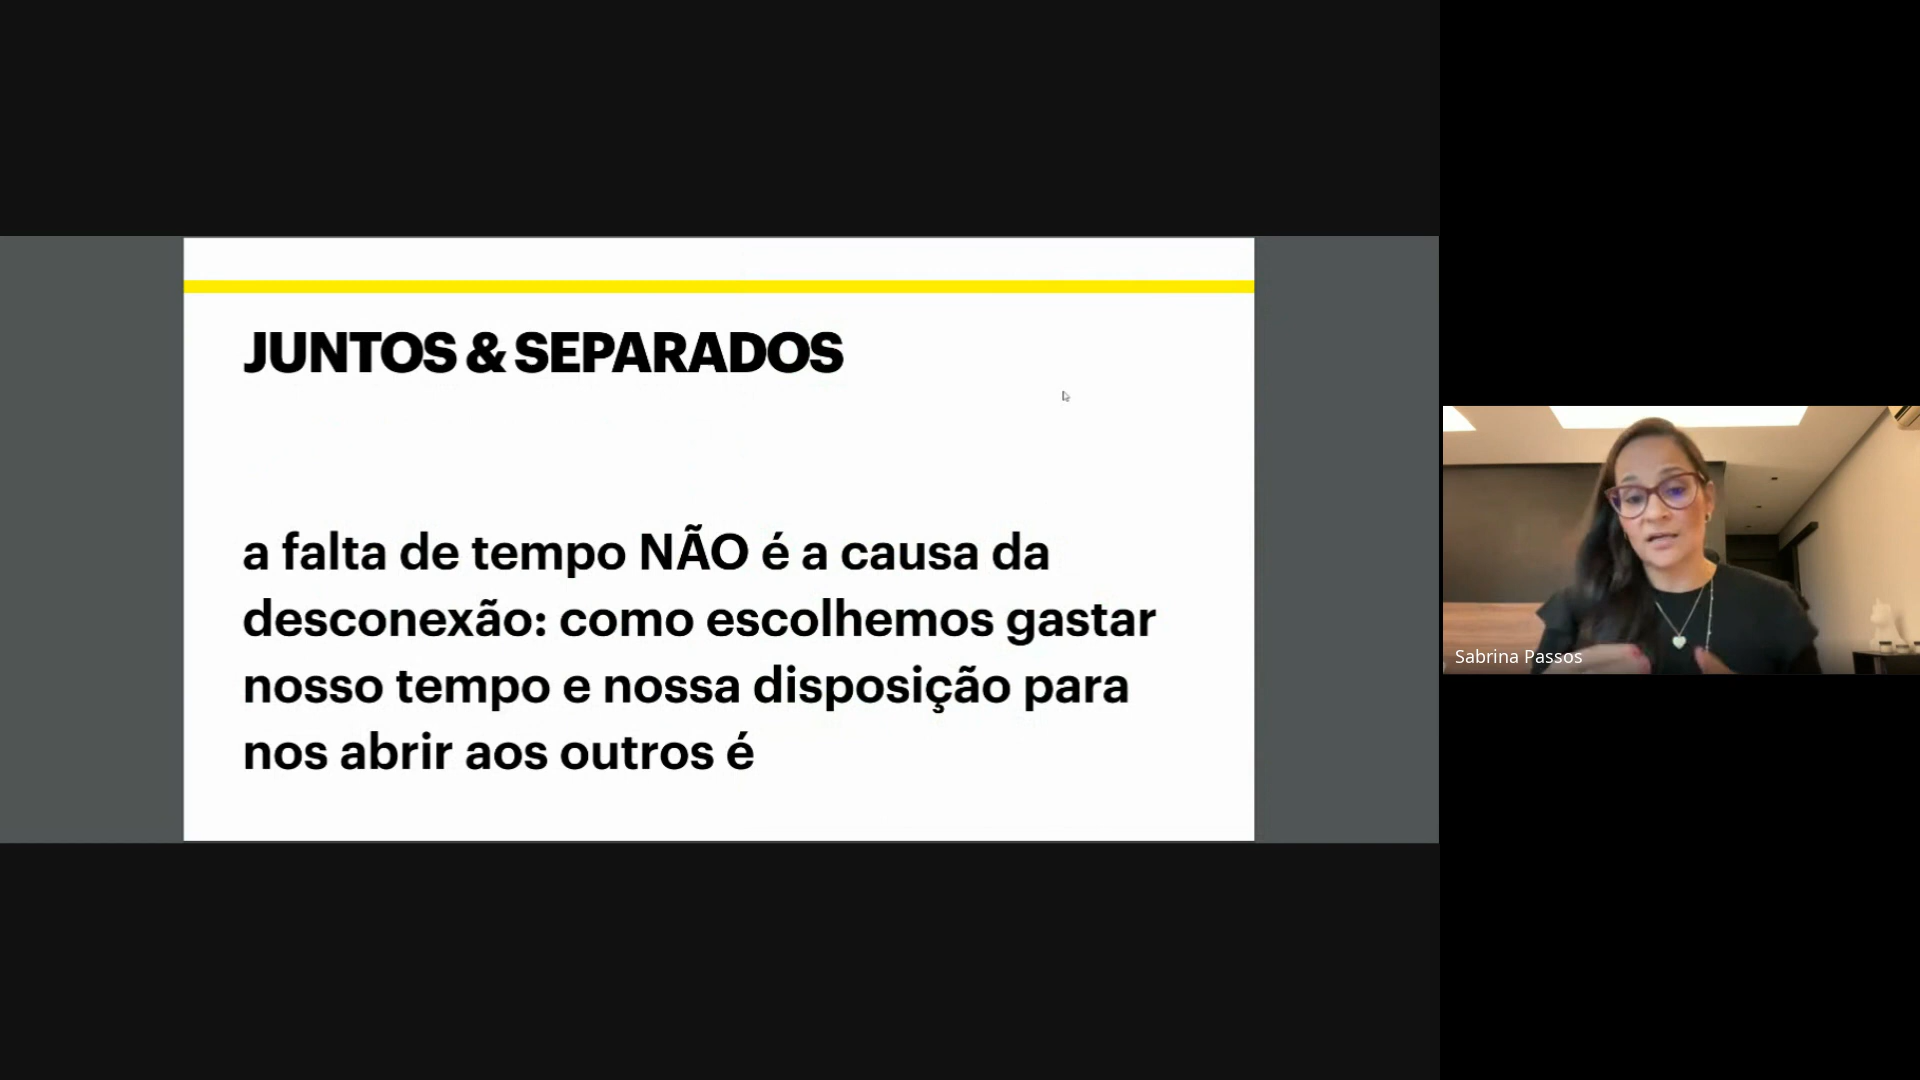 JUNTOS & SEPARADOS
a falta de tempo NÃO é a causa da
desconexão: como escolhemos gastar
nosso tempo e nossa disposição para
nos abrir aos outros é
Sabrina Passos